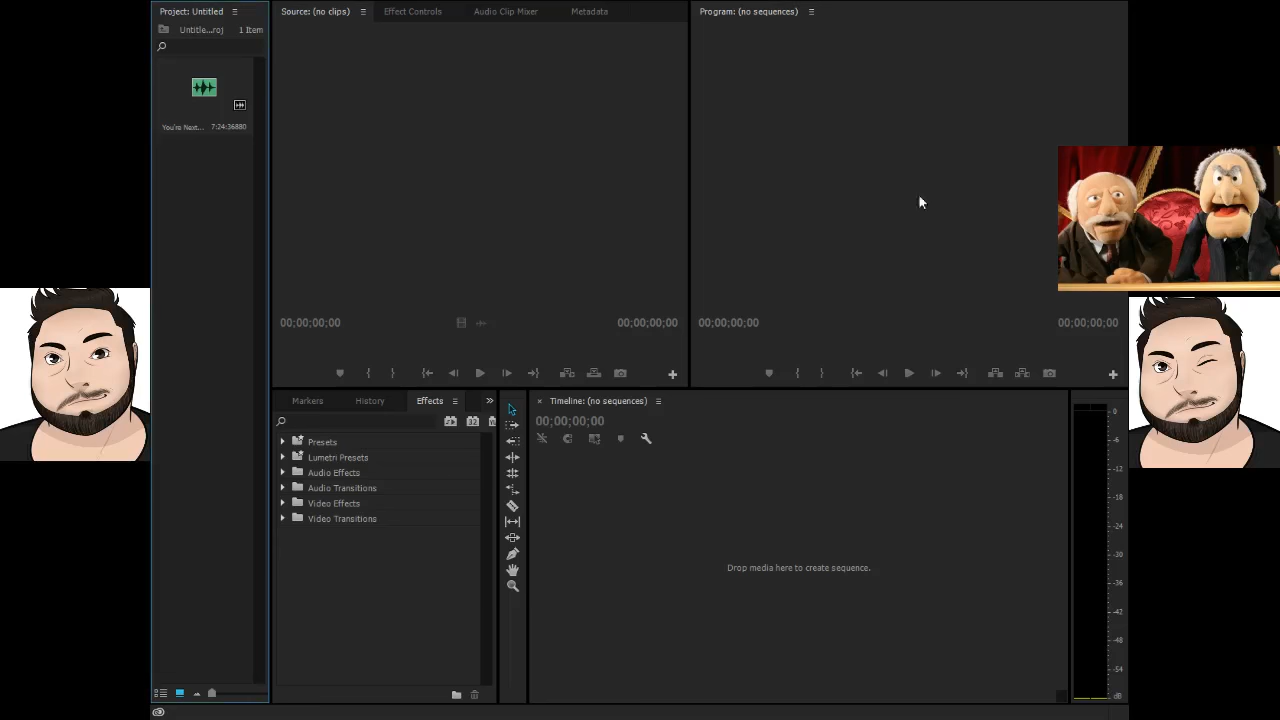 Project: Untitled
Untitle...roj
1 Item
You're Next...
7:24:36880
Source: (no clips)
Effect Controls
Audio Clip Mixer
Metadata
00;00;00;00
00;00;00;00
Program: (no sequences)
00;00;00;00
00;00;00;00
Markers
History
Effects
Presets
Lumetri Presets
Audio Effects
Audio Transitions
Video Effects
Video Transitions
Timeline: (no sequences)
00;00;00;00
Drop media here to create sequence.
0
-6
-12
-18
-24
-30
-36
-42
-48
-54
dB